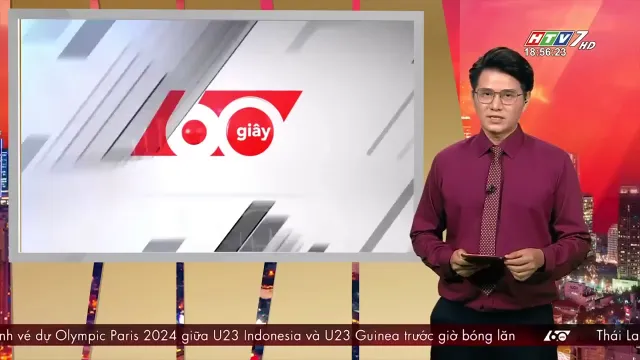 HTV7 HD
18:56:23
60 giây
nh vé dự Olympic Paris 2024 giữa U23 Indonesia và U23 Guinea trước giờ bóng lăn 60 Thái La